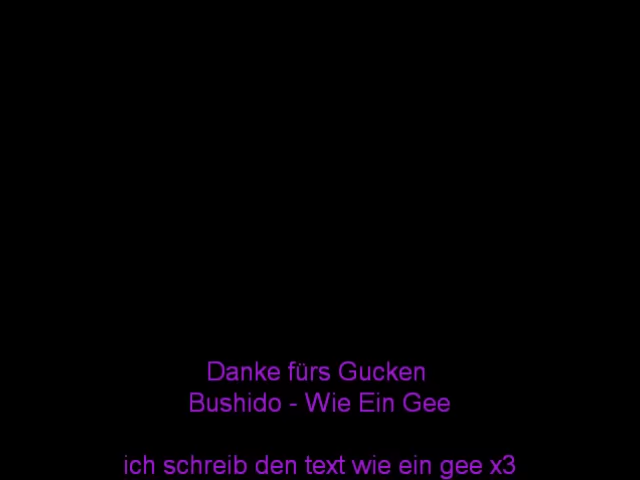 Danke fürs Gucken
Bushido - Wie Ein Gee
ich schreib den text wie ein gee x3